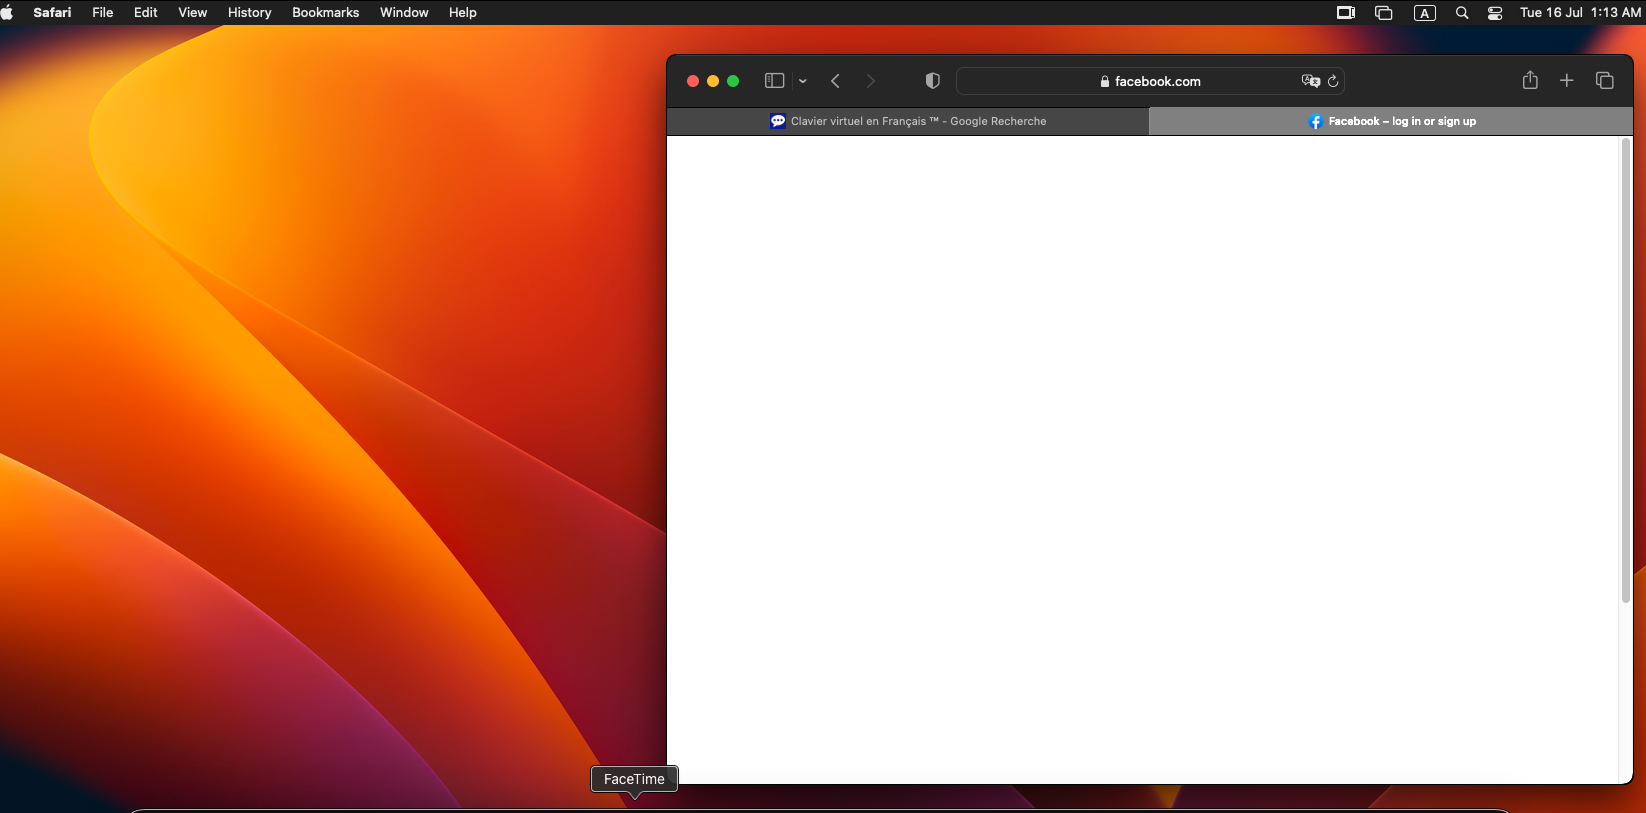 Safari File Edit View History Bookmarks Window Help A Tue 16 Jul 1:13 AM
facebook.com
Clavier virtuel en Français ™ - Google Recherche Facebook – log in or sign up
FaceTime